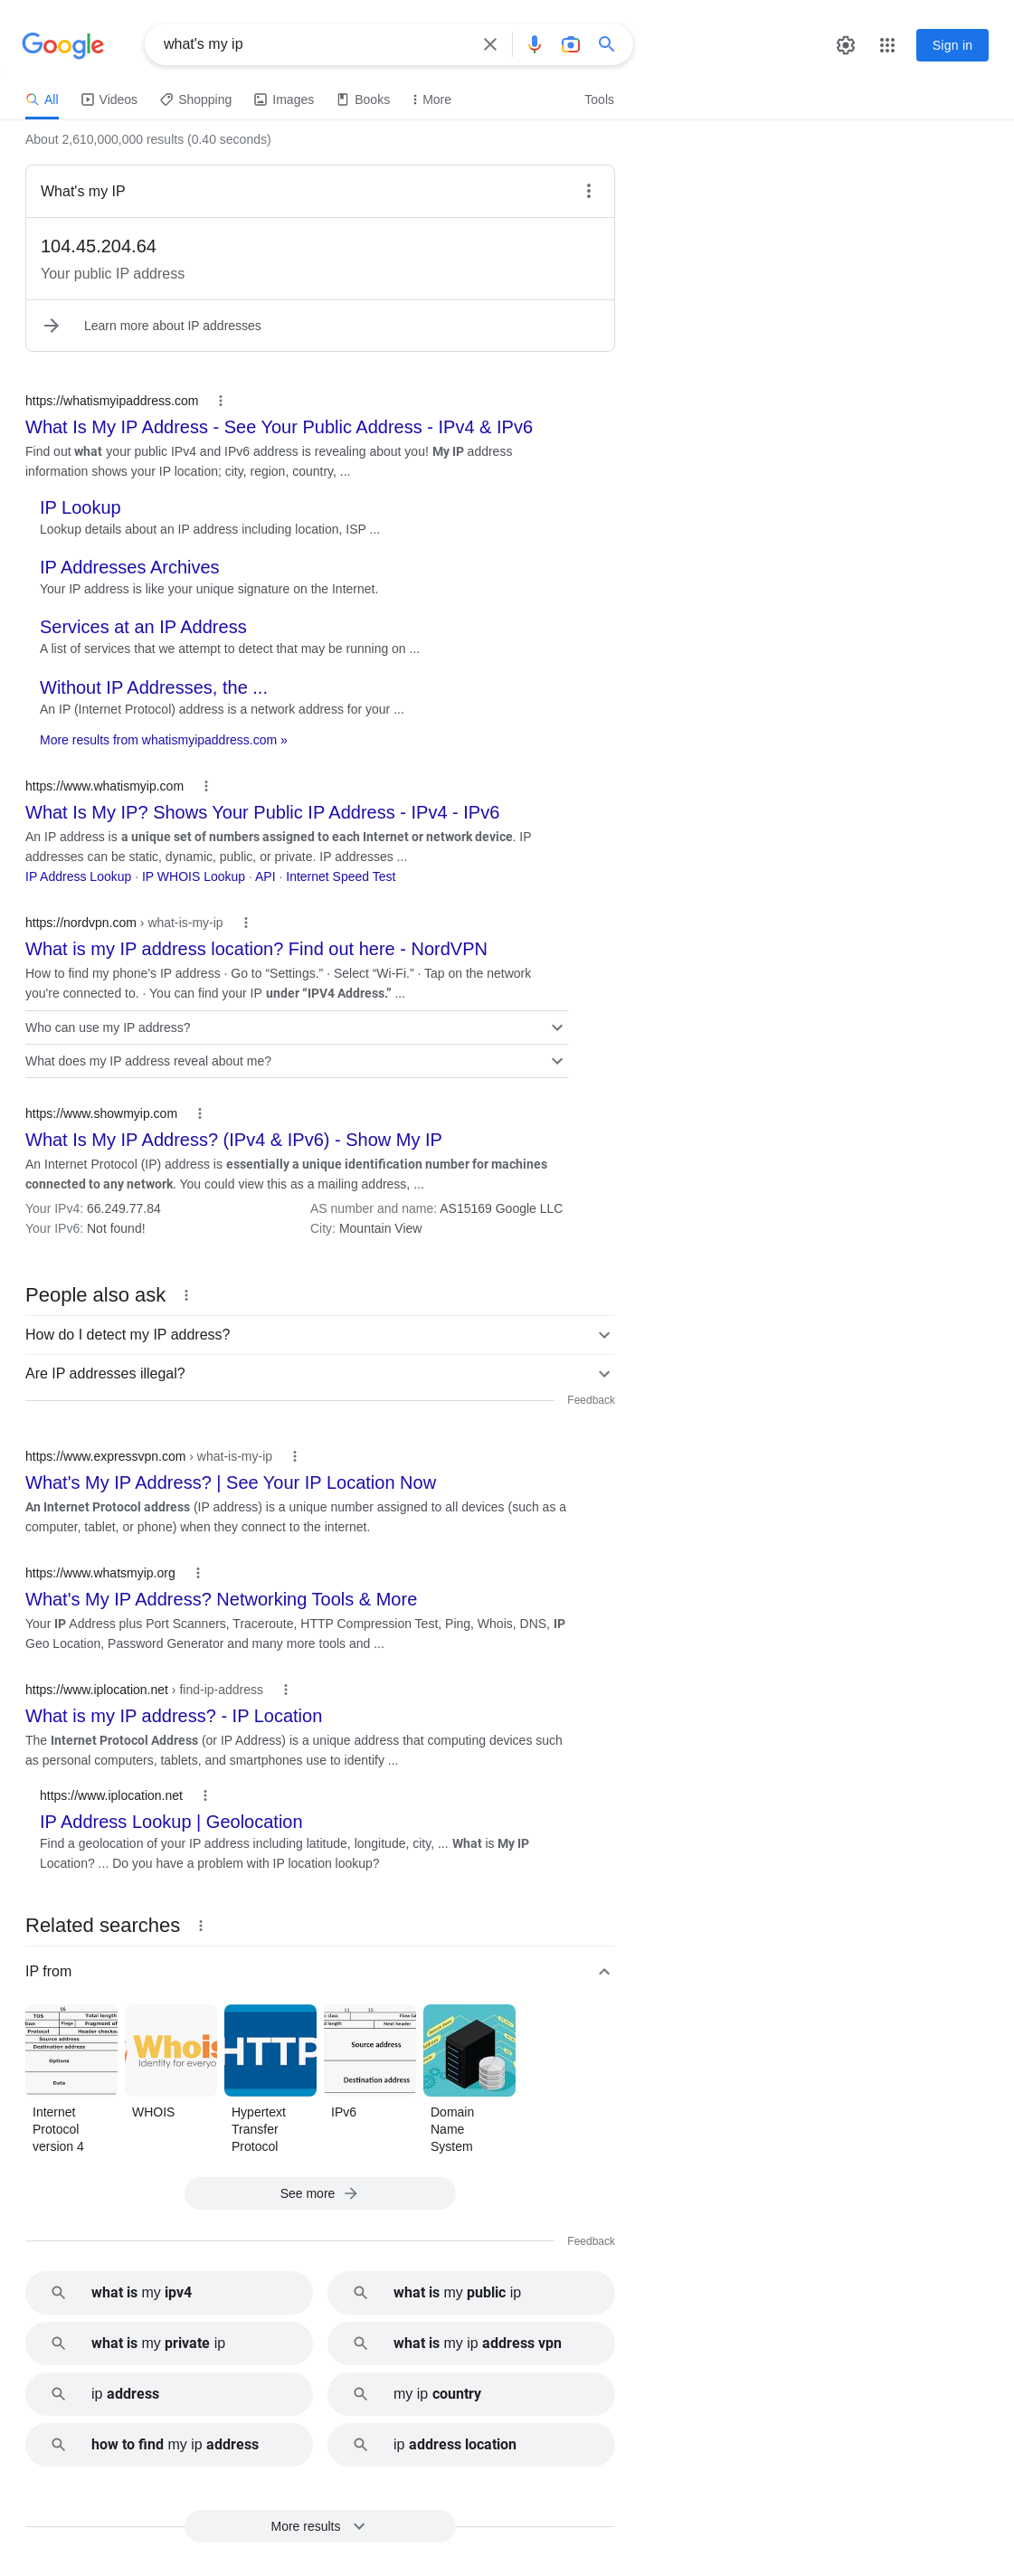 Google
what's my ip
Sign in
All
Videos
Shopping
Images
Books
More
Tools
About 2,610,000,000 results (0.40 seconds)
What's my IP
104.45.204.64
Your public IP address
Learn more about IP addresses
https://whatismyipaddress.com
What Is My IP Address - See Your Public Address - IPv4 & IPv6
Find out what your public IPv4 and IPv6 address is revealing about you! My IP address
information shows your IP location; city, region, country, ...
IP Lookup
Lookup details about an IP address including location, ISP ...
IP Addresses Archives
Your IP address is like your unique signature on the Internet.
Services at an IP Address
A list of services that we attempt to detect that may be running on ...
Without IP Addresses, the ...
An IP (Internet Protocol) address is a network address for your ...
More results from whatismyipaddress.com »
https://www.whatismyip.com
What Is My IP? Shows Your Public IP Address - IPv4 - IPv6
An IP address is a unique set of numbers assigned to each Internet or network device. IP
addresses can be static, dynamic, public, or private. IP addresses ...
IP Address Lookup · IP WHOIS Lookup · API · Internet Speed Test
https://nordvpn.com › what-is-my-ip
What is my IP address location? Find out here - NordVPN
How to find my phone's IP address · Go to “Settings.” · Select “Wi-Fi.” · Tap on the network
you're connected to. · You can find your IP under “IPV4 Address.” ...
Who can use my IP address?
What does my IP address reveal about me?
https://www.showmyip.com
What Is My IP Address? (IPv4 & IPv6) - Show My IP
An Internet Protocol (IP) address is essentially a unique identification number for machines
connected to any network. You could view this as a mailing address, ...
Your IPv4: 66.249.77.84
AS number and name: AS15169 Google LLC
Your IPv6: Not found!
City: Mountain View
People also ask
How do I detect my IP address?
Are IP addresses illegal?
Feedback
https://www.expressvpn.com › what-is-my-ip
What's My IP Address? | See Your IP Location Now
An Internet Protocol address (IP address) is a unique number assigned to all devices (such as a
computer, tablet, or phone) when they connect to the internet.
https://www.whatsmyip.org
What's My IP Address? Networking Tools & More
Your IP Address plus Port Scanners, Traceroute, HTTP Compression Test, Ping, Whois, DNS, IP
Geo Location, Password Generator and many more tools and ...
https://www.iplocation.net › find-ip-address
What is my IP address? - IP Location
The Internet Protocol Address (or IP Address) is a unique address that computing devices such
as personal computers, tablets, and smartphones use to identify ...
https://www.iplocation.net
IP Address Lookup | Geolocation
Find a geolocation of your IP address including latitude, longitude, city, ... What is My IP
Location? ... Do you have a problem with IP location lookup?
Related searches
IP from
16
TOS
Total length
Flags
Fragment of
Protocol
Header checksu
Source address
Destination address
Options
Data
Whois
Identity for everyo
HTTP
11
15
class
Flow la
d length
Next header
Source address
Destination address
Internet
Protocol
version 4
WHOIS
Hypertext
Transfer
Protocol
IPv6
Domain
Name
System
See more
Feedback
what is my ipv4
what is my public ip
what is my private ip
what is my ip address vpn
ip address
my ip country
how to find my ip address
ip address location
More results